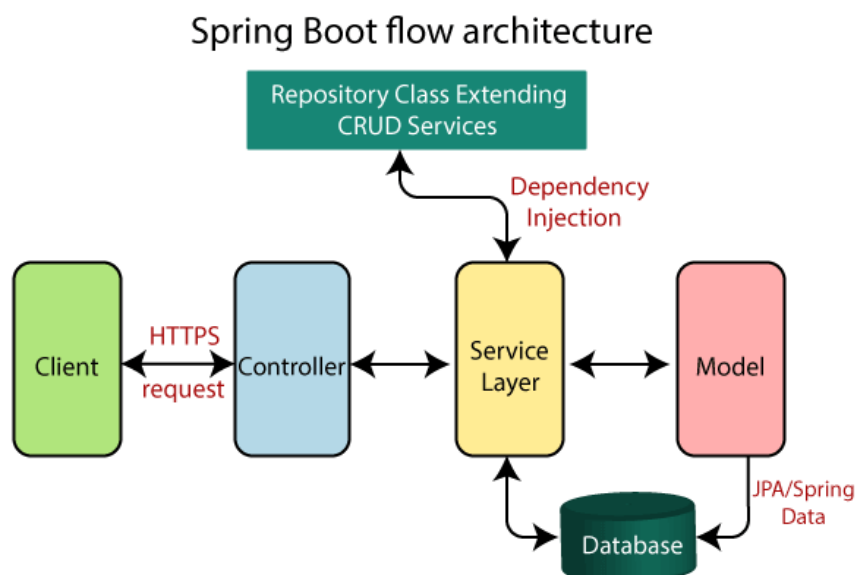 Spring Boot flow architecture
Repository Class Extending
CRUD Services
Dependency
Injection
Client
HTTPS
request
Controller
Service
Layer
Model
JPA/Spring
Data
Database